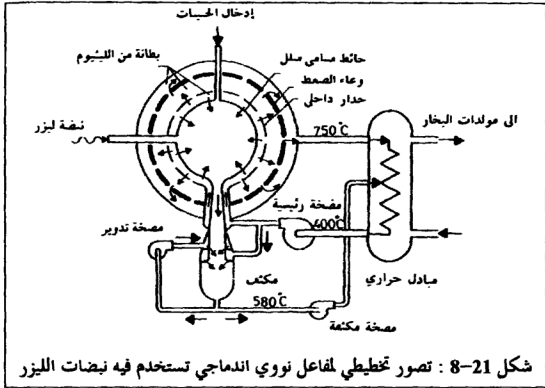 إدخال الحبيبات
بطانة من الليثيوم
حائط مسامي مبلل
وعاء الضغط
جدار داخلي
نبضة ليزر
750°C
الى مولدات البخار
مضخة رئيسية
400°C
مضخة تدوير
مكثف
580°C
مبادل حراري
مضخة مكثفة
شكل 21–8 : تصور تخطيطي لمفاعل نووي اندماجي تستخدم فيه نبضات الليزر